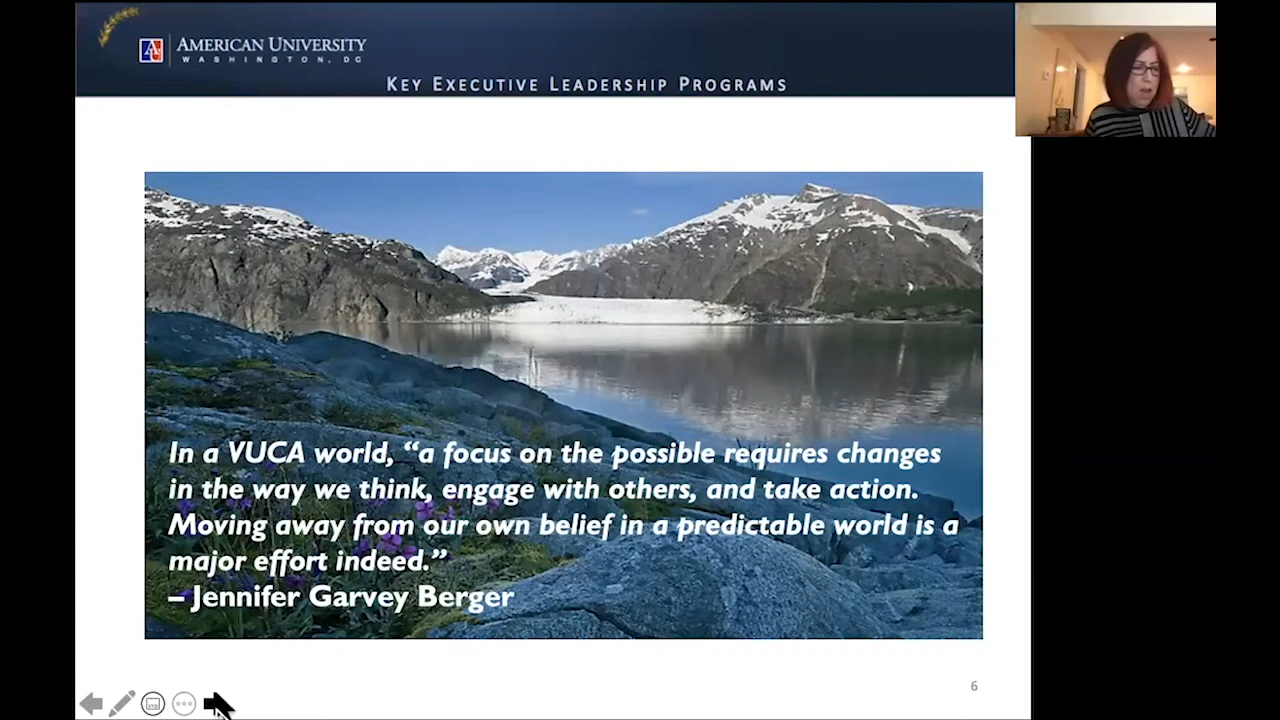 AMERICAN UNIVERSITY
WASHINGTON, DC
KEY EXECUTIVE LEADERSHIP PROGRAMS
In a VUCA world, “a focus on the possible requires changes
in the way we think, engage with others, and take action.
Moving away from our own belief in a predictable world is a
major effort indeed.”
– Jennifer Garvey Berger
6